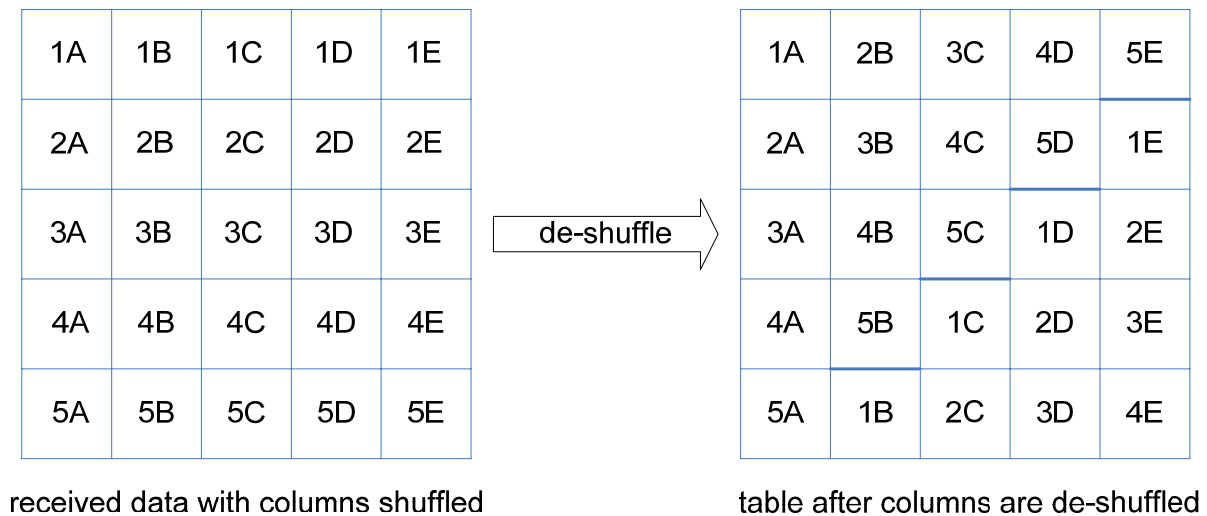 1A 1B 1C 1D 1E 1A 2B 3C 4D 5E
2A 2B 2C 2D 2E 2A 3B 4C 5D 1E
3A 3B 3C 3D 3E de-shuffle 3A 4B 5C 1D 2E
4A 4B 4C 4D 4E 4A 5B 1C 2D 3E
5A 5B 5C 5D 5E 5A 1B 2C 3D 4E
received data with columns shuffled table after columns are de-shuffled